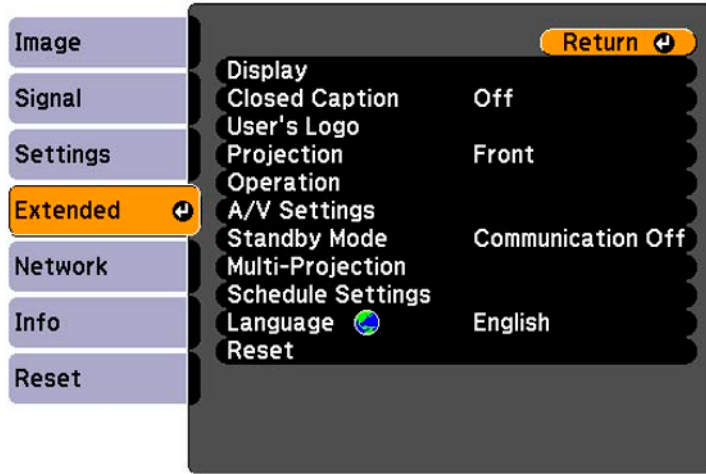 Image
Signal
Settings
Extended
Network
Info
Reset
Return
Display
Closed Caption Off
User's Logo
Projection Front
Operation
A/V Settings
Standby Mode Communication Off
Multi-Projection
Schedule Settings
Language English
Reset